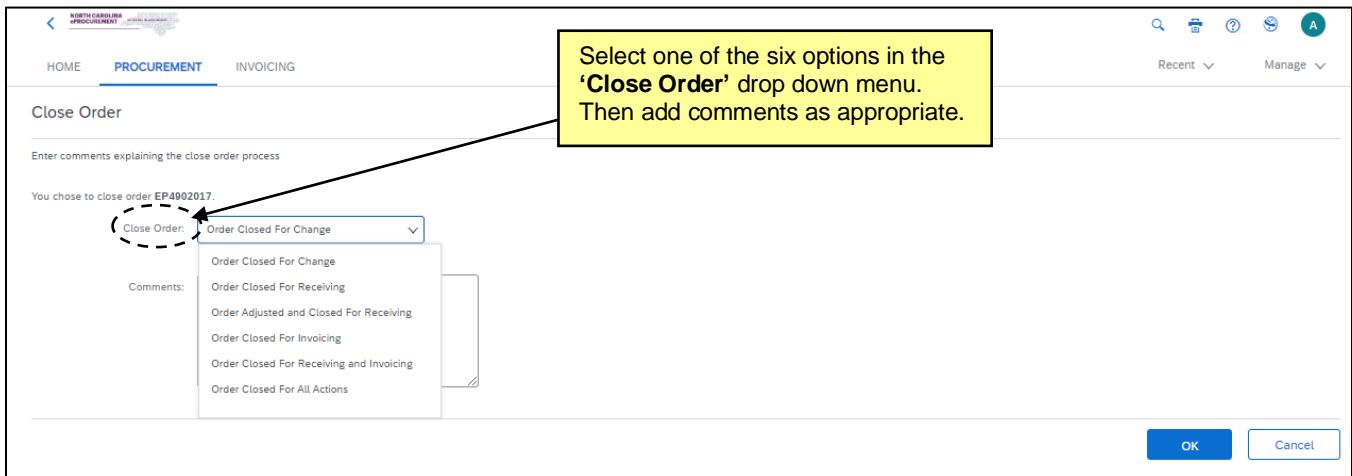 NORTH CAROLINA
ePROCUREMENT
A
HOME PROCUREMENT INVOICING
Recent Manage
Select one of the six options in the
‘Close Order’ drop down menu.
Then add comments as appropriate.
Close Order
Enter comments explaining the close order process
You chose to close order EP4902017.
Close Order: Order Closed For Change
Order Closed For Change
Comments: Order Closed For Receiving
Order Adjusted and Closed For Receiving
Order Closed For Invoicing
Order Closed For Receiving and Invoicing
Order Closed For All Actions
OK Cancel